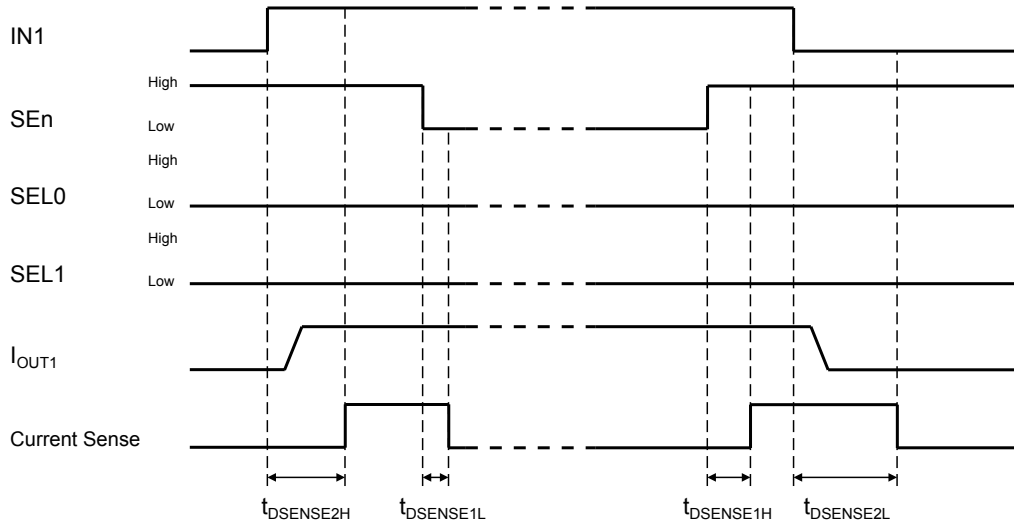 IN1
High
SEn
Low
High
SEL0
Low
High
SEL1
Low
IOUT1
Current Sense
tDSENSE2H tDSENSE1L tDSENSE1H tDSENSE2L